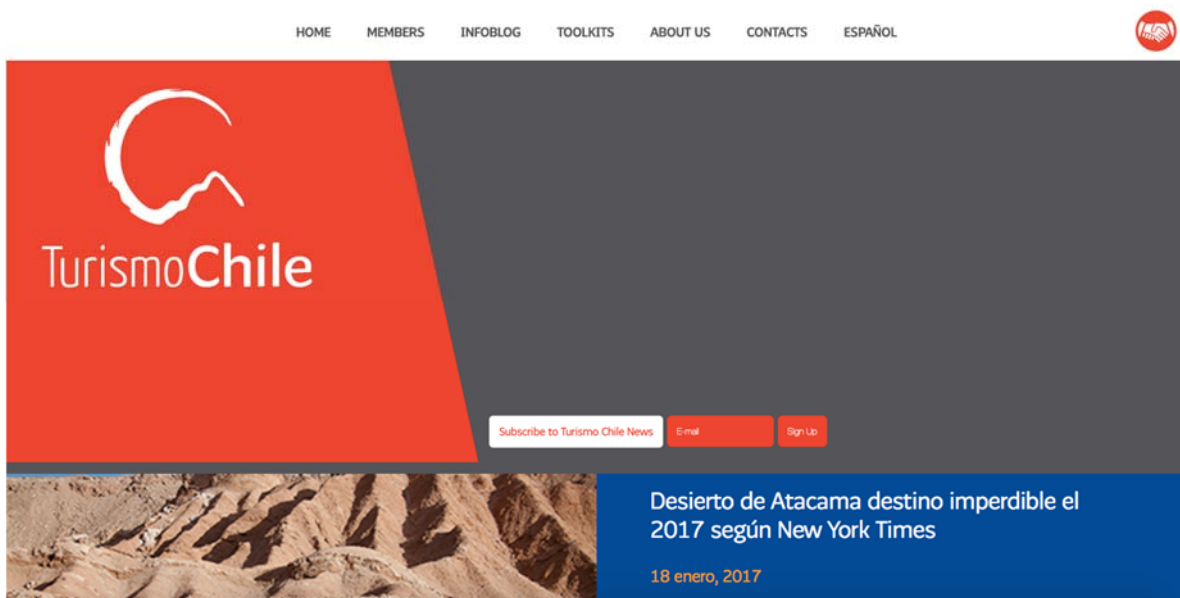 HOME MEMBERS INFOBLOG TOOLKITS ABOUT US CONTACTS ESPAÑOL
TurismoChile
Subscribe to Turismo Chile News E-mail Sign Up
Desierto de Atacama destino imperdible el
2017 según New York Times
18 enero, 2017